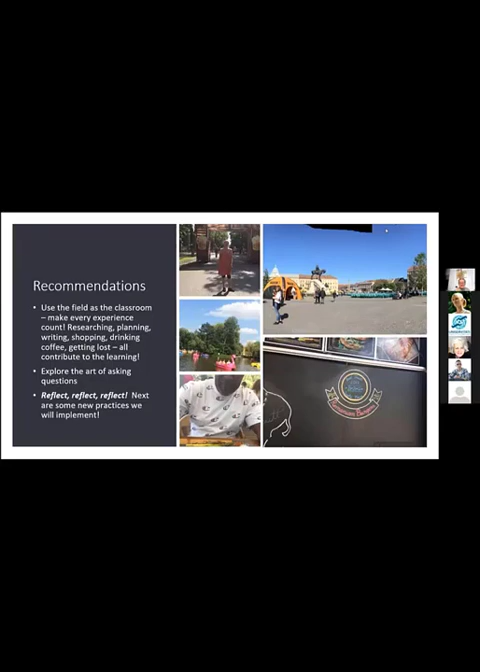 Recommendations
• Use the field as the classroom
– make every experience
count! Researching, planning,
writing, shopping, drinking
coffee, getting lost – all
contribute to the learning!
• Explore the art of asking
questions
• Reflect, reflect, reflect! Next
are some new practices we
will implement!